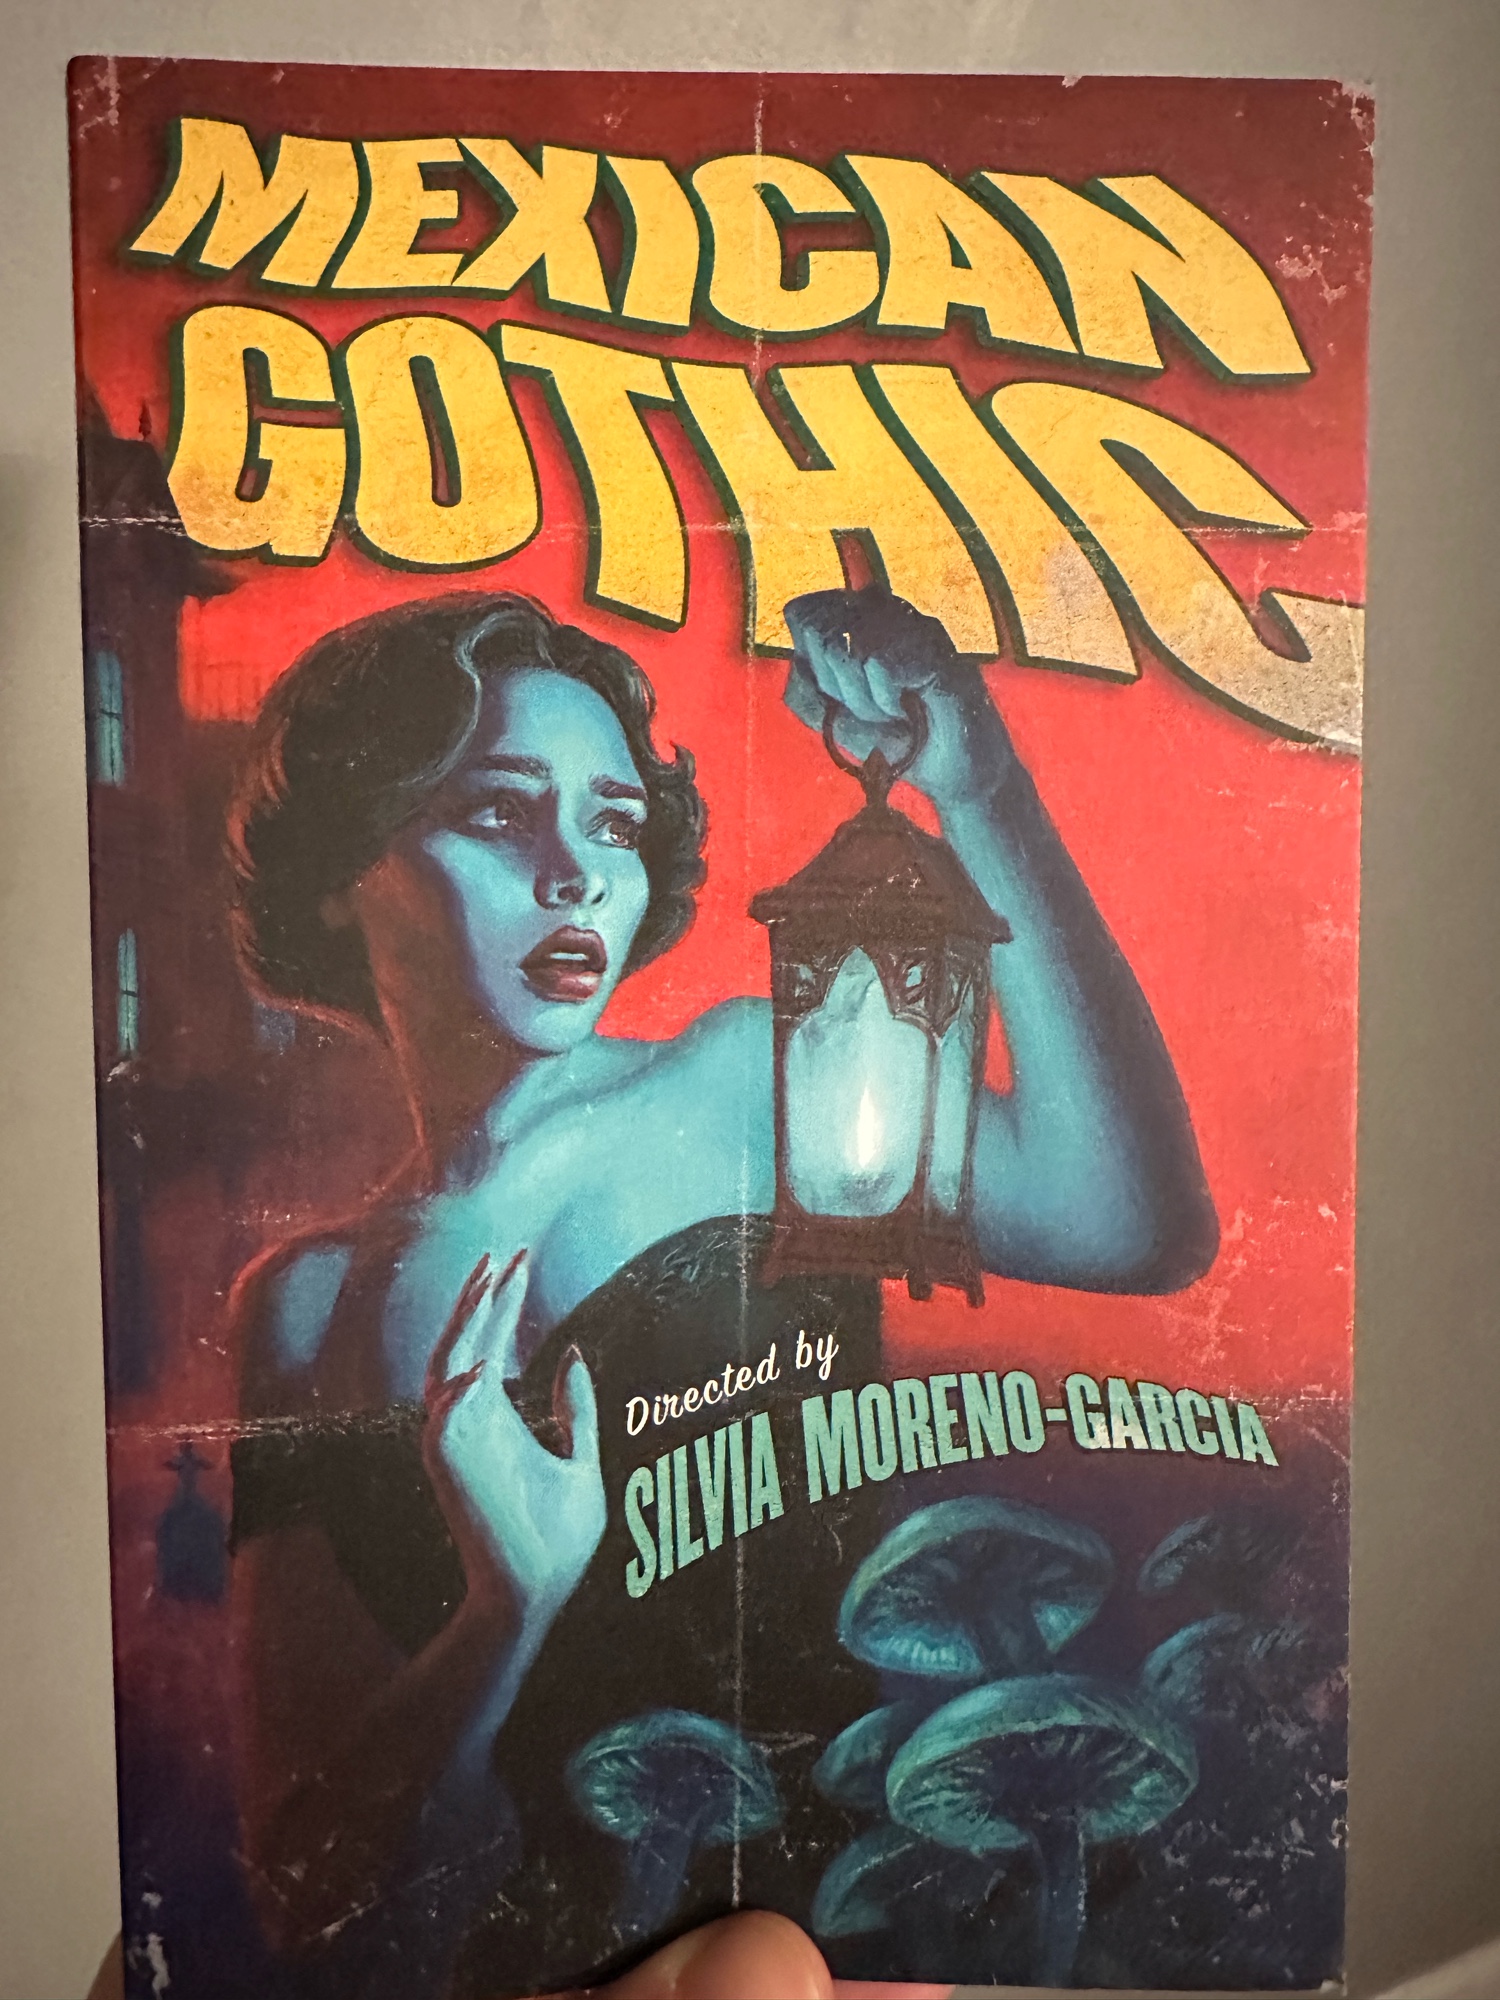 MEXICAN
GOTHIC
Directed by
SILVIA MORENO-GARCIA